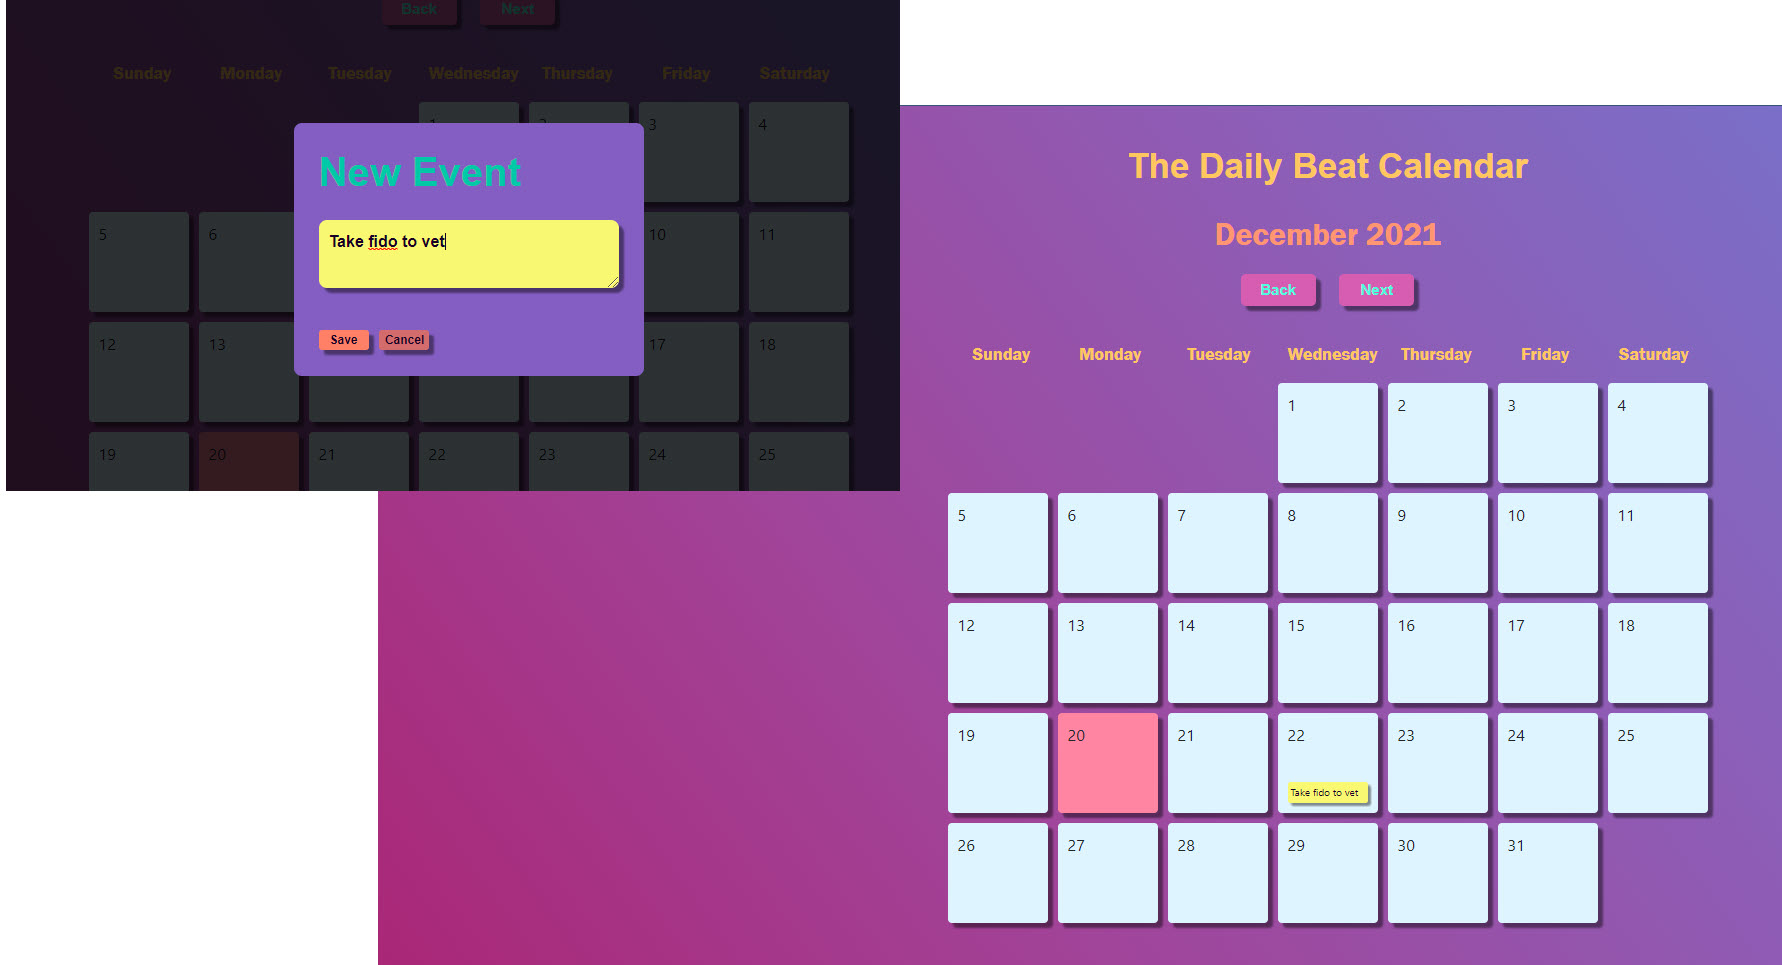 Back Next
Sunday Monday Tuesday Wednesday Thursday Friday Saturday
1 2 3 4
New Event
Take fido to vet
Save Cancel
5 6 10 11
12 13 17 18
19 20 21 22 23 24 25
The Daily Beat Calendar
December 2021
Back Next
Sunday Monday Tuesday Wednesday Thursday Friday Saturday
1 2 3 4
5 6 7 8 9 10 11
12 13 14 15 16 17 18
19 20 21 22 23 24 25
Take fido to vet
26 27 28 29 30 31